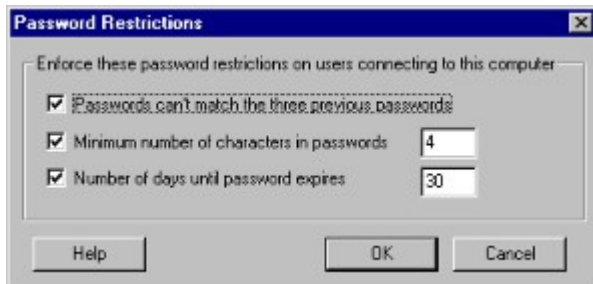 Password Restrictions
Enforce these password restrictions on users connecting to this computer
Passwords can't match the three previous passwords
Minimum number of characters in passwords 4
Number of days until password expires 30
Help OK Cancel